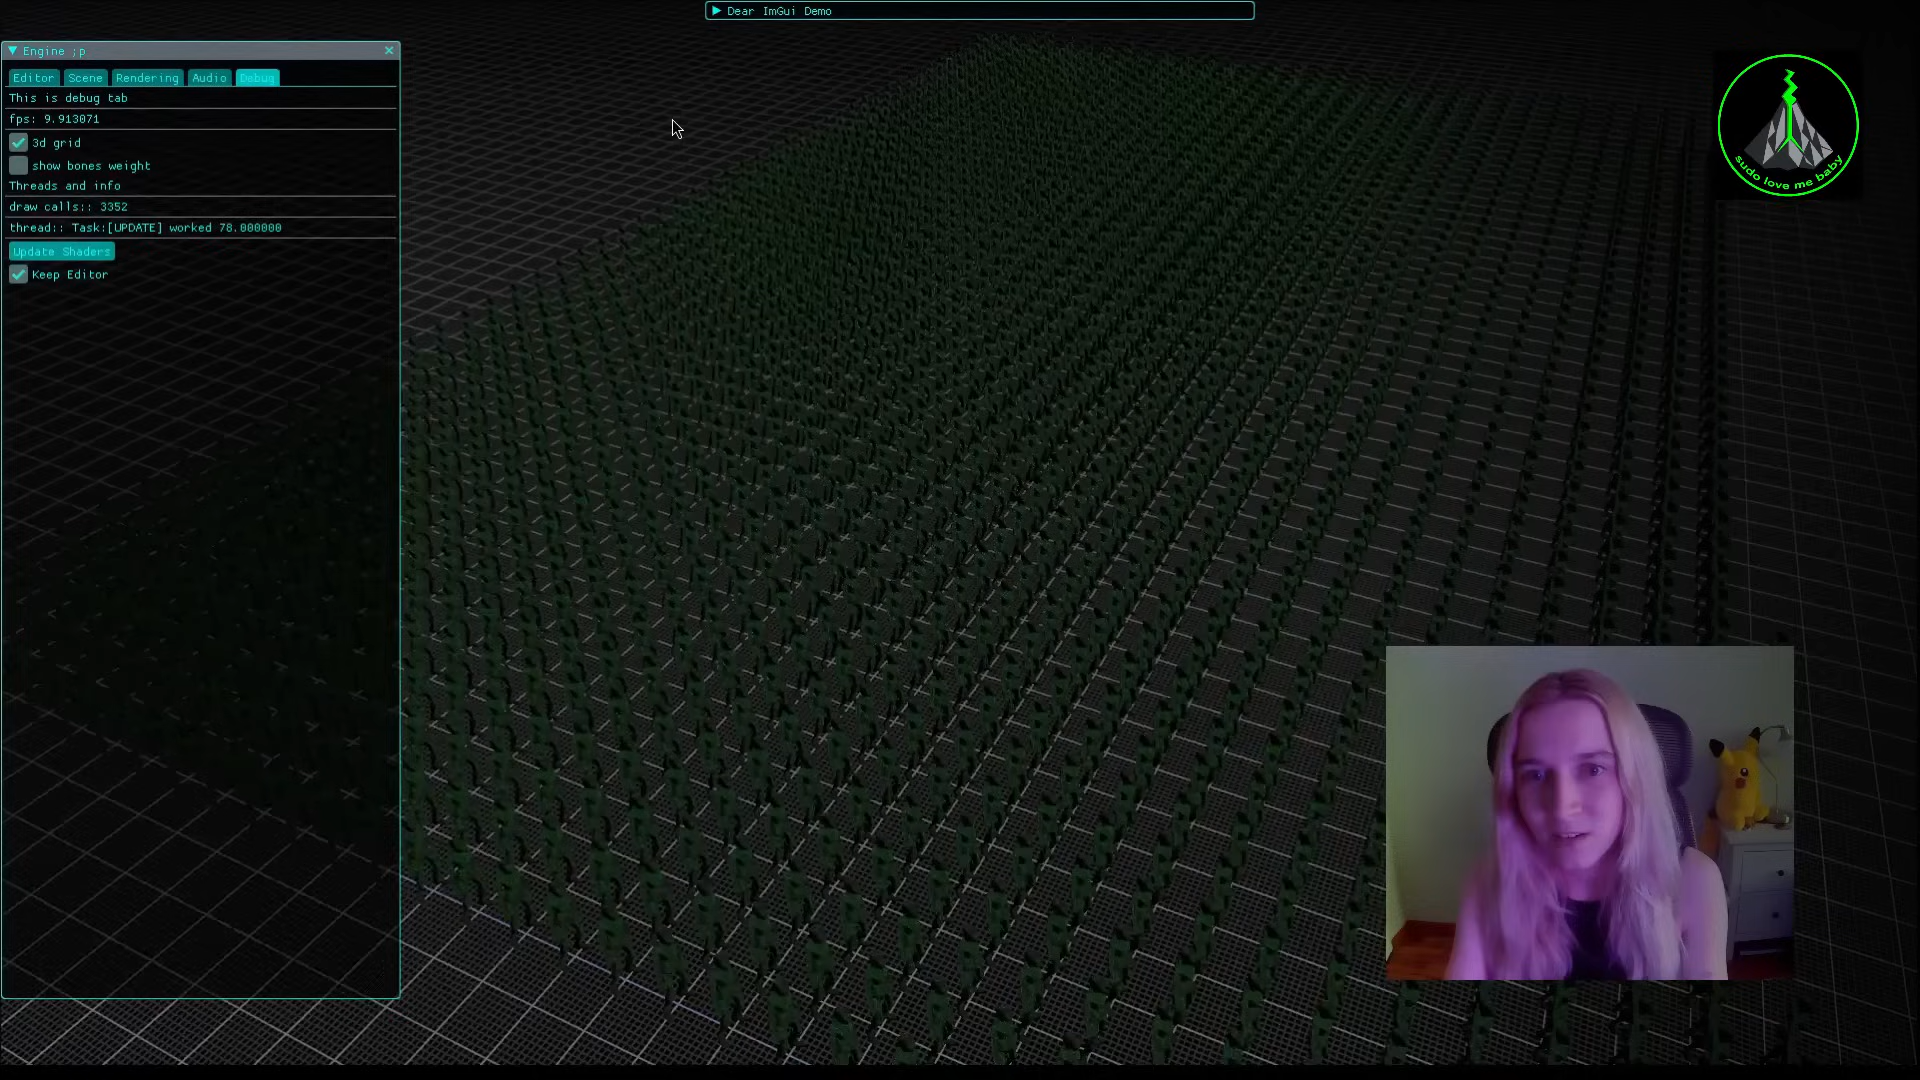 Dear ImGui Demo
Engine ;p
Editor Scene Rendering Audio Debug
This is debug tab
fps: 9.913071
3d grid
show bones weight
Threads and info
draw calls:: 3352
thread:: Task:[UPDATE] worked 78.000000
Update Shaders
Keep Editor
sudo love me baby